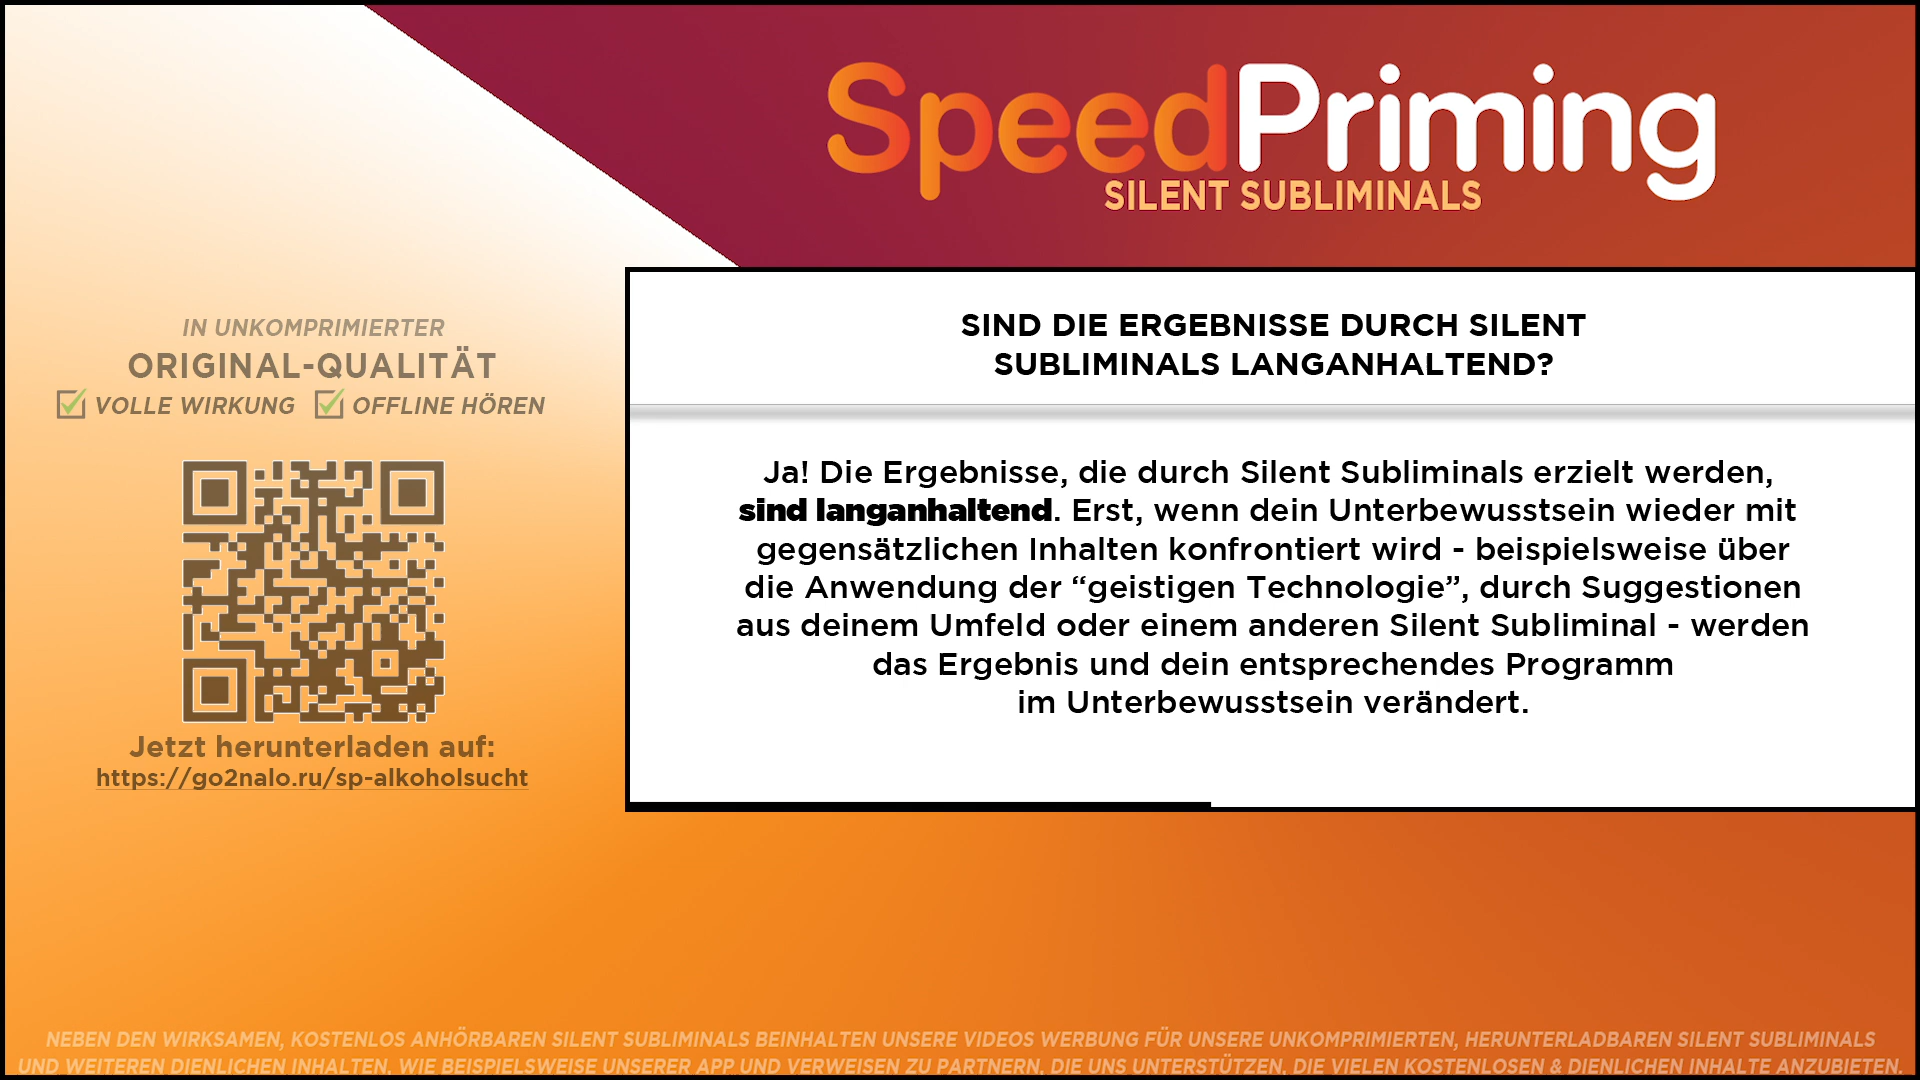 SpeedPriming
SILENT SUBLIMINALS
IN UNKOMPRIMIERTER
ORIGINAL-QUALITÄT
VOLLE WIRKUNG OFFLINE HÖREN
Jetzt herunterladen auf:
https://go2nalo.ru/sp-alkoholsucht
SIND DIE ERGEBNISSE DURCH SILENT
SUBLIMINALS LANGANHALTEND?
Ja! Die Ergebnisse, die durch Silent Subliminals erzielt werden,
sind langanhaltend. Erst, wenn dein Unterbewusstsein wieder mit
gegensätzlichen Inhalten konfrontiert wird - beispielsweise über
die Anwendung der “geistigen Technologie”, durch Suggestionen
aus deinem Umfeld oder einem anderen Silent Subliminal - werden
das Ergebnis und dein entsprechendes Programm
im Unterbewusstsein verändert.
NEBEN DEN WIRKSAMEN, KOSTENLOS ANHÖRBAREN SILENT SUBLIMINALS BEINHALTEN UNSERE VIDEOS WERBUNG FÜR UNSERE UNKOMPRIMIERTEN, HERUNTERLADBAREN SILENT SUBLIMINALS
UND WEITEREN DIENLICHEN INHALTEN, WIE BEISPIELSWEISE UNSERER APP UND VERWEISEN ZU PARTNERN, DIE UNS UNTERSTÜTZEN, DIE VIELEN KOSTENLOSEN & DIENLICHEN INHALTE ANZUBIETEN.